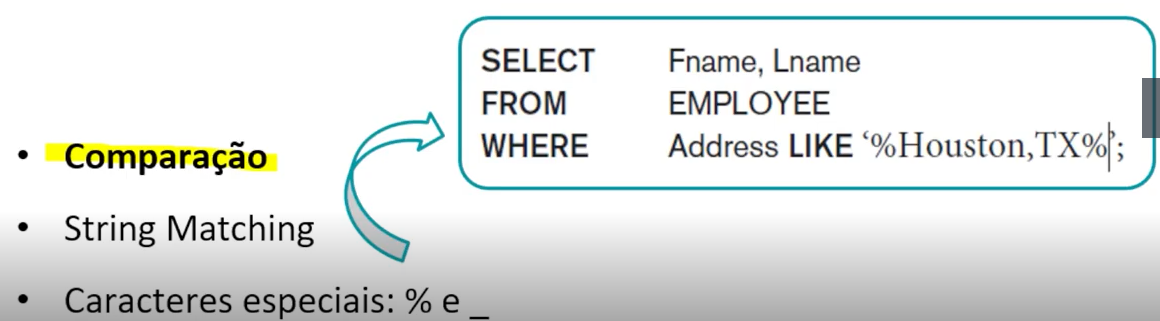 SELECT Fname, Lname
FROM EMPLOYEE
WHERE Address LIKE ‘%Houston,TX%’;
• Comparação
• String Matching
• Caracteres especiais: % e _